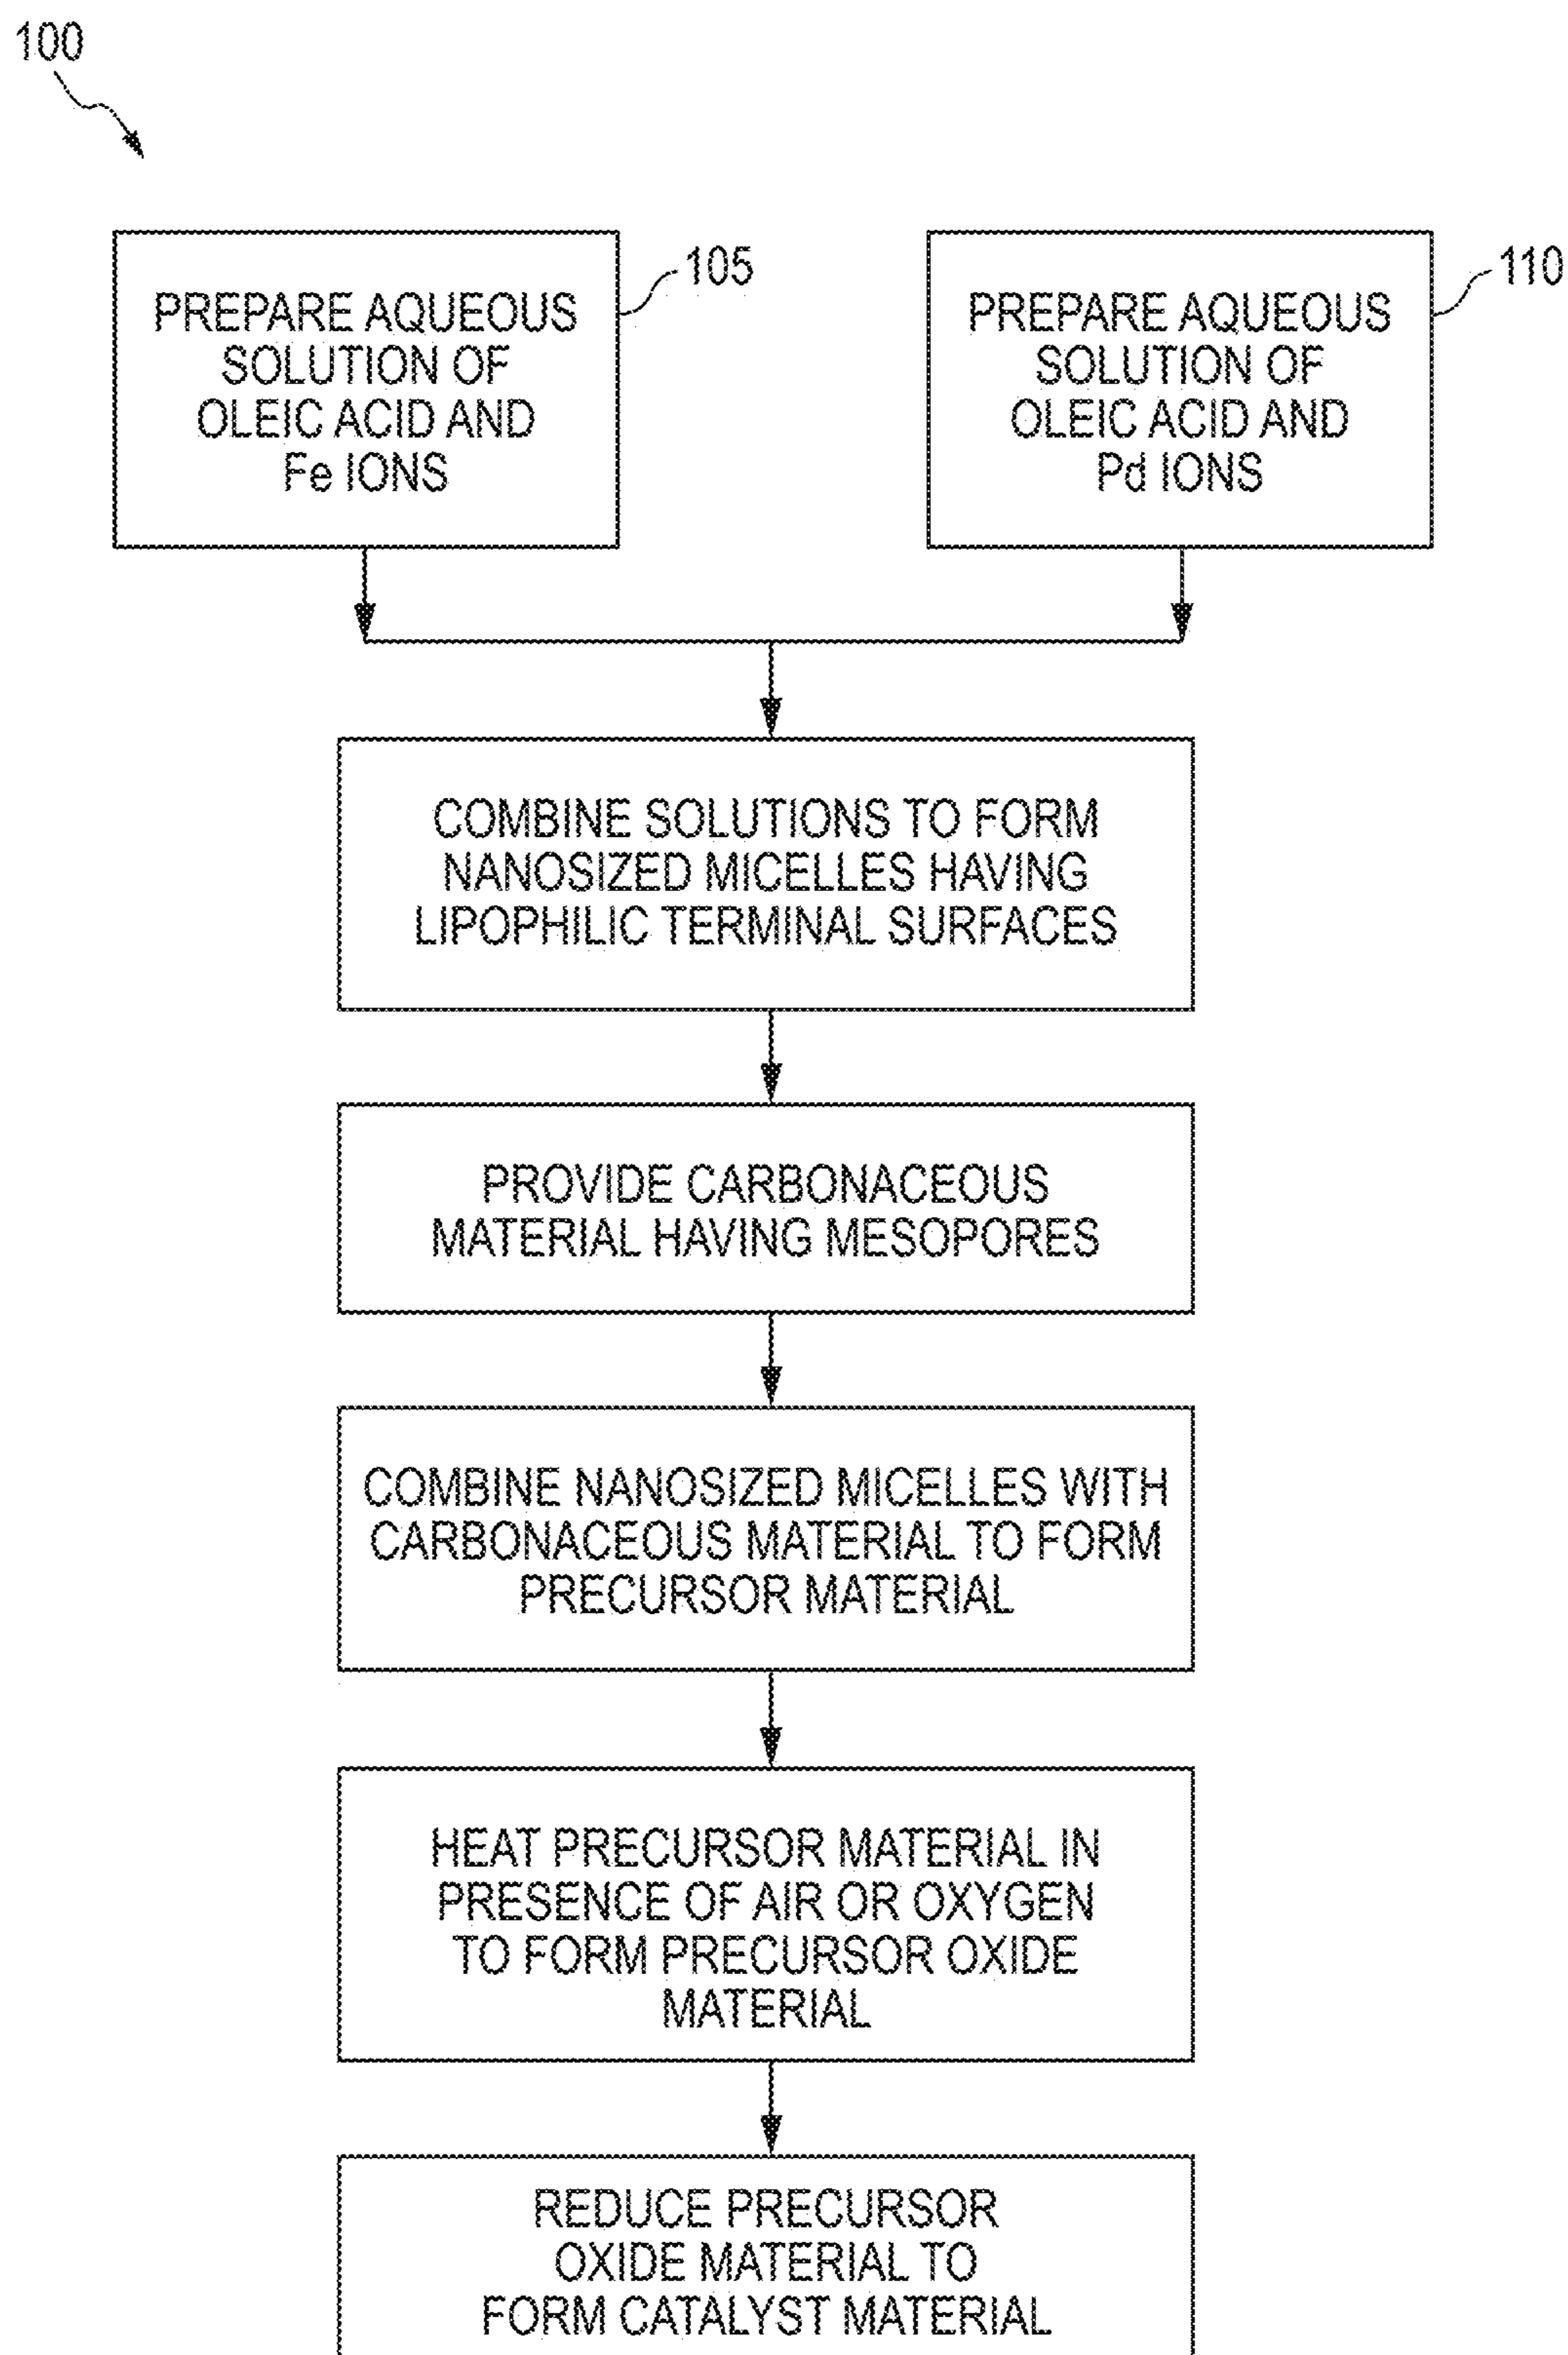 100
105
PREPARE AQUEOUS
SOLUTION OF
OLEIC ACID AND
Fe IONS
110
PREPARE AQUEOUS
SOLUTION OF
OLEIC ACID AND
Pd IONS
COMBINE SOLUTIONS TO FORM
NANOSIZED MICELLES HAVING
LIPOPHILIC TERMINAL SURFACES
PROVIDE CARBONACEOUS
MATERIAL HAVING MESOPORES
COMBINE NANOSIZED MICELLES WITH
CARBONACEOUS MATERIAL TO FORM
PRECURSOR MATERIAL
HEAT PRECURSOR MATERIAL IN
PRESENCE OF AIR OR OXYGEN
TO FORM PRECURSOR OXIDE
MATERIAL
REDUCE PRECURSOR
OXIDE MATERIAL TO
FORM CATALYST MATERIAL